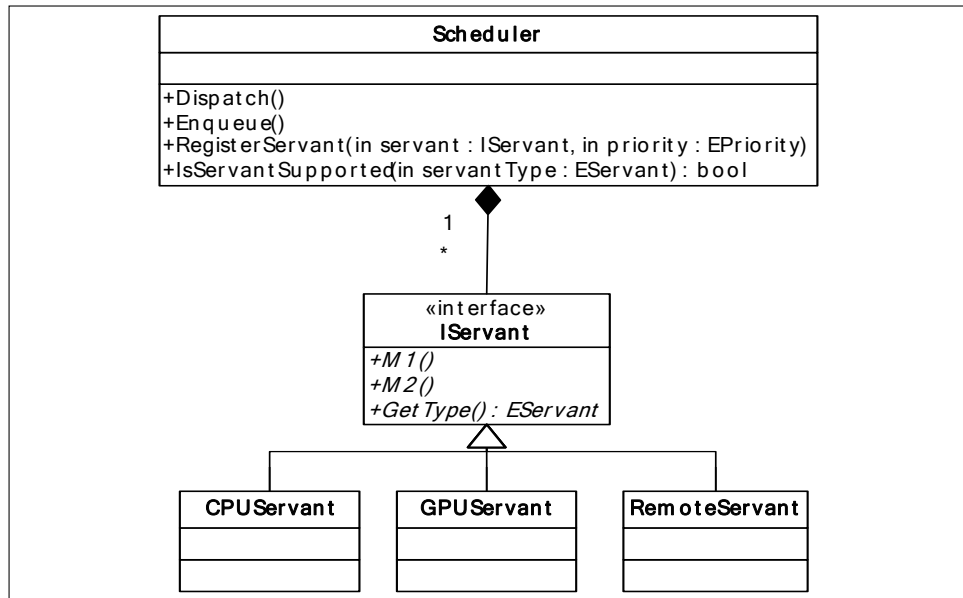 Scheduler
+Dispatch()
+Enqueue()
+RegisterServant(in servant : IServant, in priority : EPriority)
+IsServantSupported(in servantType : EServant) : bool
1
*
«interface»
IServant
+M1()
+M2()
+GetType() : EServant
CPUServant GPUServant RemoteServant